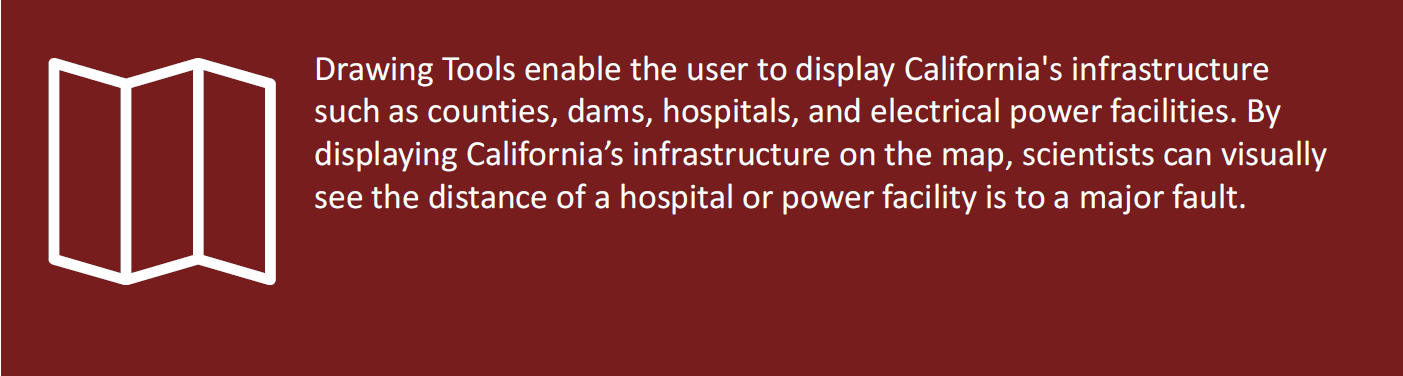 Drawing Tools enable the user to display California's infrastructure
such as counties, dams, hospitals, and electrical power facilities. By
displaying California’s infrastructure on the map, scientists can visually
see the distance of a hospital or power facility is to a major fault.